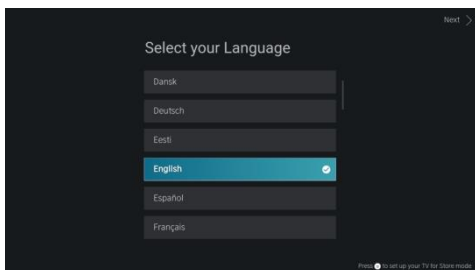 Next
Select your Language
Dansk
Deutsch
Eesti
English
Español
Français
Press to set up your TV for Store mode